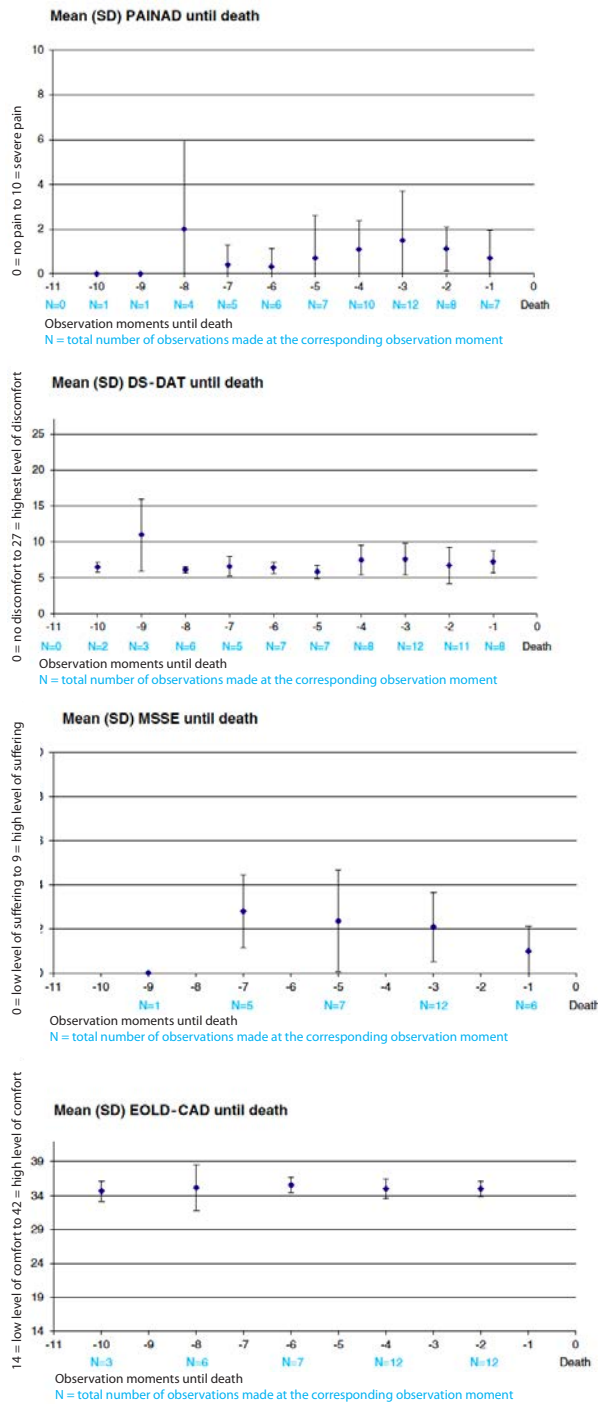 Mean (SD) PAINAD until death
0 = no pain to 10 = severe pain
10
8
6
4
2
0
-11 -10 -9 -8 -7 -6 -5 -4 -3 -2 -1 0
N=0 N=1 N=1 N=4 N=5 N=6 N=7 N=10 N=12 N=8 N=7 Death
Observation moments until death
N = total number of observations made at the corresponding observation moment
Mean (SD) DS-DAT until death
0 = no discomfort to 27 = highest level of discomfort
25
20
15
10
5
0
-11 -10 -9 -8 -7 -6 -5 -4 -3 -2 -1 0
N=0 N=2 N=3 N=6 N=5 N=7 N=7 N=8 N=12 N=11 N=8 Death
Observation moments until death
N = total number of observations made at the corresponding observation moment
Mean (SD) MSSE until death
0 = low level of suffering to 9 = high level of suffering
-11 -10 -9 -8 -7 -6 -5 -4 -3 -2 -1 0
N=1 N=5 N=7 N=12 N=6 Death
Observation moments until death
N = total number of observations made at the corresponding observation moment
Mean (SD) EOLD-CAD until death
14 = low level of comfort to 42 = high level of comfort
39
34
29
24
19
14
-11 -10 -9 -8 -7 -6 -5 -4 -3 -2 -1 0
N=3 N=6 N=7 N=12 N=12 Death
Observation moments until death
N = total number of observations made at the corresponding observation moment